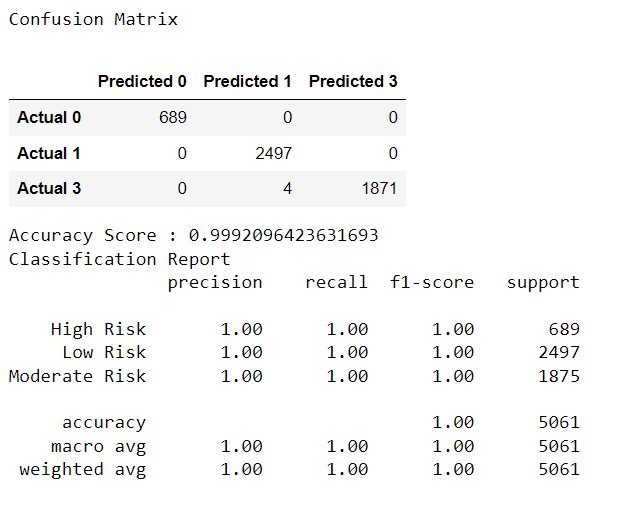 Confusion Matrix
Predicted 0 Predicted 1 Predicted 3
Actual 0 689 0 0
Actual 1 0 2497 0
Actual 3 0 4 1871
Accuracy Score : 0.9992096423631693
Classification Report
precision recall f1-score support
High Risk 1.00 1.00 1.00 689
Low Risk 1.00 1.00 1.00 2497
Moderate Risk 1.00 1.00 1.00 1875
accuracy 1.00 5061
macro avg 1.00 1.00 1.00 5061
weighted avg 1.00 1.00 1.00 5061